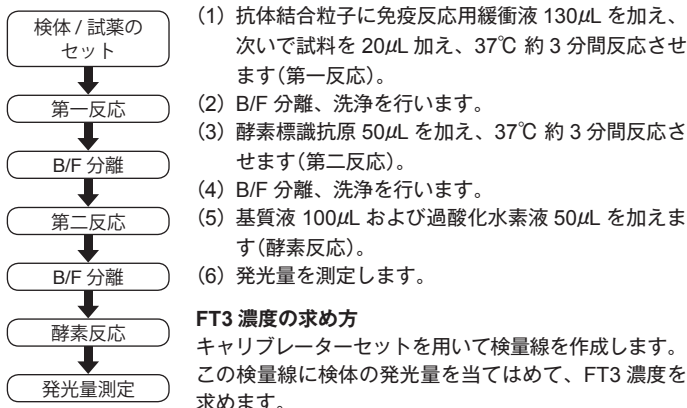 検体 / 試薬の
セット
第一反応
B/F 分離
第二反応
B/F 分離
酵素反応
発光量測定
(1) 抗体結合粒子に免疫反応用緩衝液 130μL を加え、
次いで試料を 20μL 加え、37℃ 約 3 分間反応させ
ます(第一反応)。
(2) B/F 分離、洗浄を行います。
(3) 酵素標識抗原 50μL を加え、37℃ 約 3 分間反応さ
せます(第二反応)。
(4) B/F 分離、洗浄を行います。
(5) 基質液 100μL および過酸化水素液 50μL を加えま
す(酵素反応)。
(6) 発光量を測定します。
FT3 濃度の求め方
キャリブレーターセットを用いて検量線を作成します。
この検量線に検体の発光量を当てはめて、FT3 濃度を
求めます。